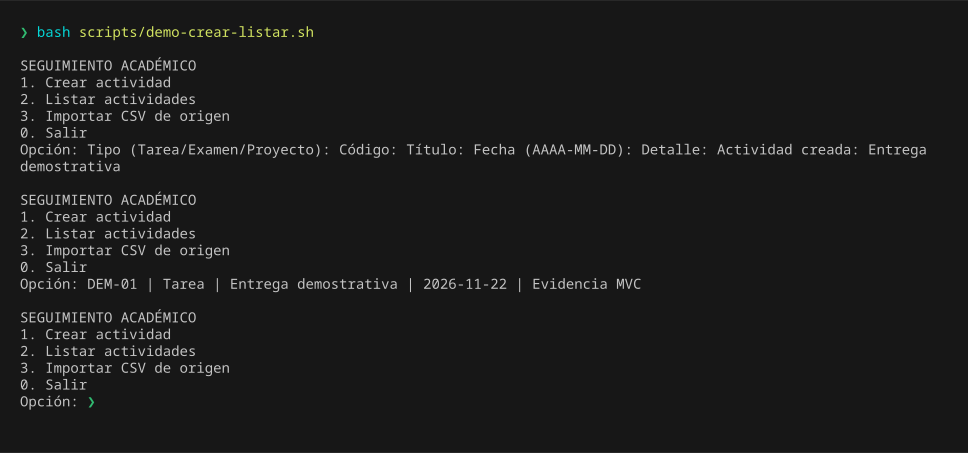 ❯ bash scripts/demo-crear-listar.sh
SEGUIMIENTO ACADÉMICO
1. Crear actividad
2. Listar actividades
3. Importar CSV de origen
0. Salir
Opción: Tipo (Tarea/Examen/Proyecto): Código: Título: Fecha (AAAA-MM-DD): Detalle: Actividad creada: Entrega
demostrativa
SEGUIMIENTO ACADÉMICO
1. Crear actividad
2. Listar actividades
3. Importar CSV de origen
0. Salir
Opción: DEM-01 | Tarea | Entrega demostrativa | 2026-11-22 | Evidencia MVC
SEGUIMIENTO ACADÉMICO
1. Crear actividad
2. Listar actividades
3. Importar CSV de origen
0. Salir
Opción: ❯